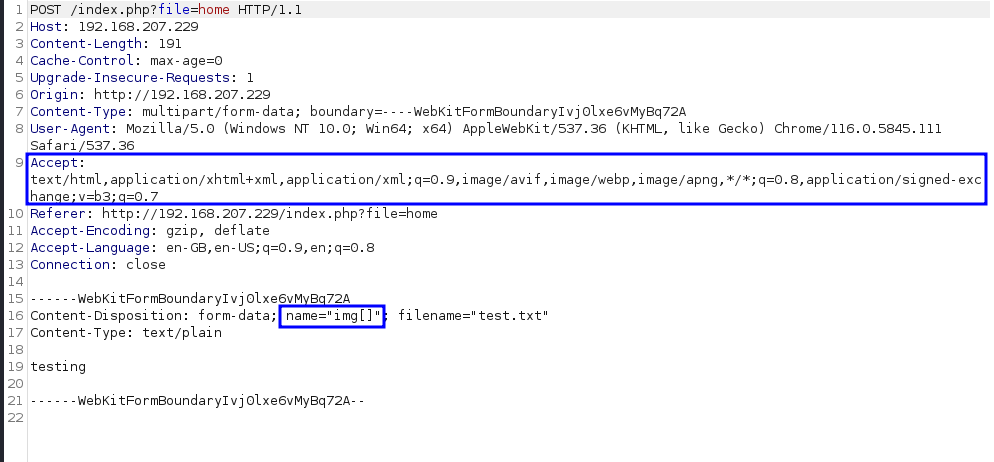 1 POST /index.php?file=home HTTP/1.1
2 Host: 192.168.207.229
3 Content-Length: 191
4 Cache-Control: max-age=0
5 Upgrade-Insecure-Requests: 1
6 Origin: http://192.168.207.229
7 Content-Type: multipart/form-data; boundary=----WebKitFormBoundaryIvjOlxe6vMyBq72A
8 User-Agent: Mozilla/5.0 (Windows NT 10.0; Win64; x64) AppleWebKit/537.36 (KHTML, like Gecko) Chrome/116.0.5845.111
Safari/537.36
9 Accept:
text/html,application/xhtml+xml,application/xml;q=0.9,image/avif,image/webp,image/apng,*/*;q=0.8,application/signed-exc
hange;v=b3;q=0.7
10 Referer: http://192.168.207.229/index.php?file=home
11 Accept-Encoding: gzip, deflate
12 Accept-Language: en-GB,en-US;q=0.9,en;q=0.8
13 Connection: close
14
15 ------WebKitFormBoundaryIvjOlxe6vMyBq72A
16 Content-Disposition: form-data; name="img[]"; filename="test.txt"
17 Content-Type: text/plain
18
19 testing
20
21 ------WebKitFormBoundaryIvjOlxe6vMyBq72A--
22